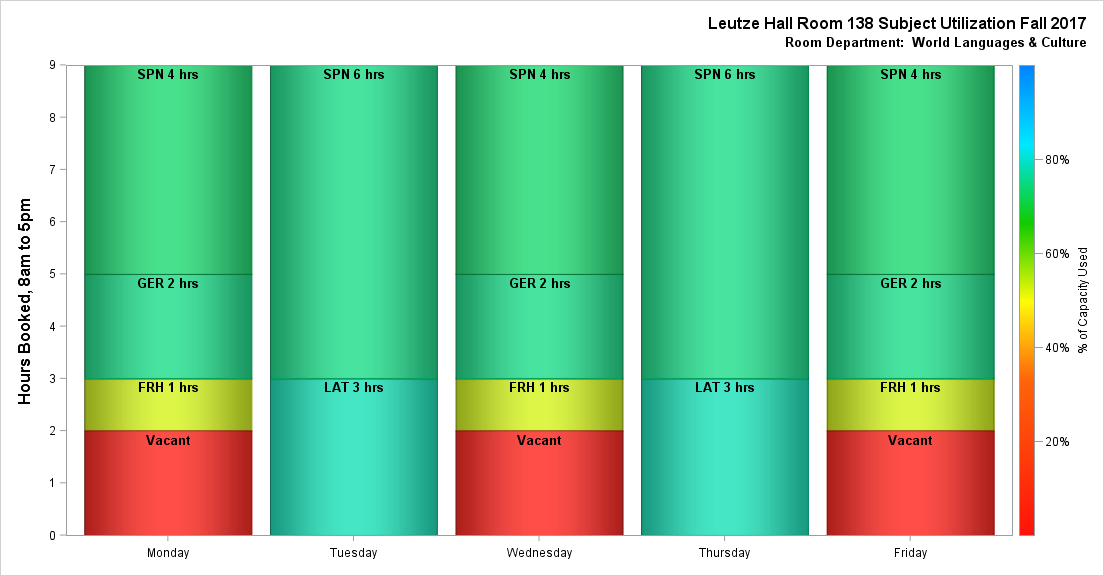 Leutze Hall Room 138 Subject Utilization Fall 2017
Room Department:  World Languages & Culture
Hours Booked, 8am to 5pm
9
8
7
6
5
4
3
2
1
0
SPN 4 hrs
GER 2 hrs
FRH 1 hrs
Vacant
SPN 6 hrs
LAT 3 hrs
SPN 4 hrs
GER 2 hrs
FRH 1 hrs
Vacant
SPN 6 hrs
LAT 3 hrs
SPN 4 hrs
GER 2 hrs
FRH 1 hrs
Vacant
Monday
Tuesday
Wednesday
Thursday
Friday
80%
60%
40%
20%
% of Capacity Used